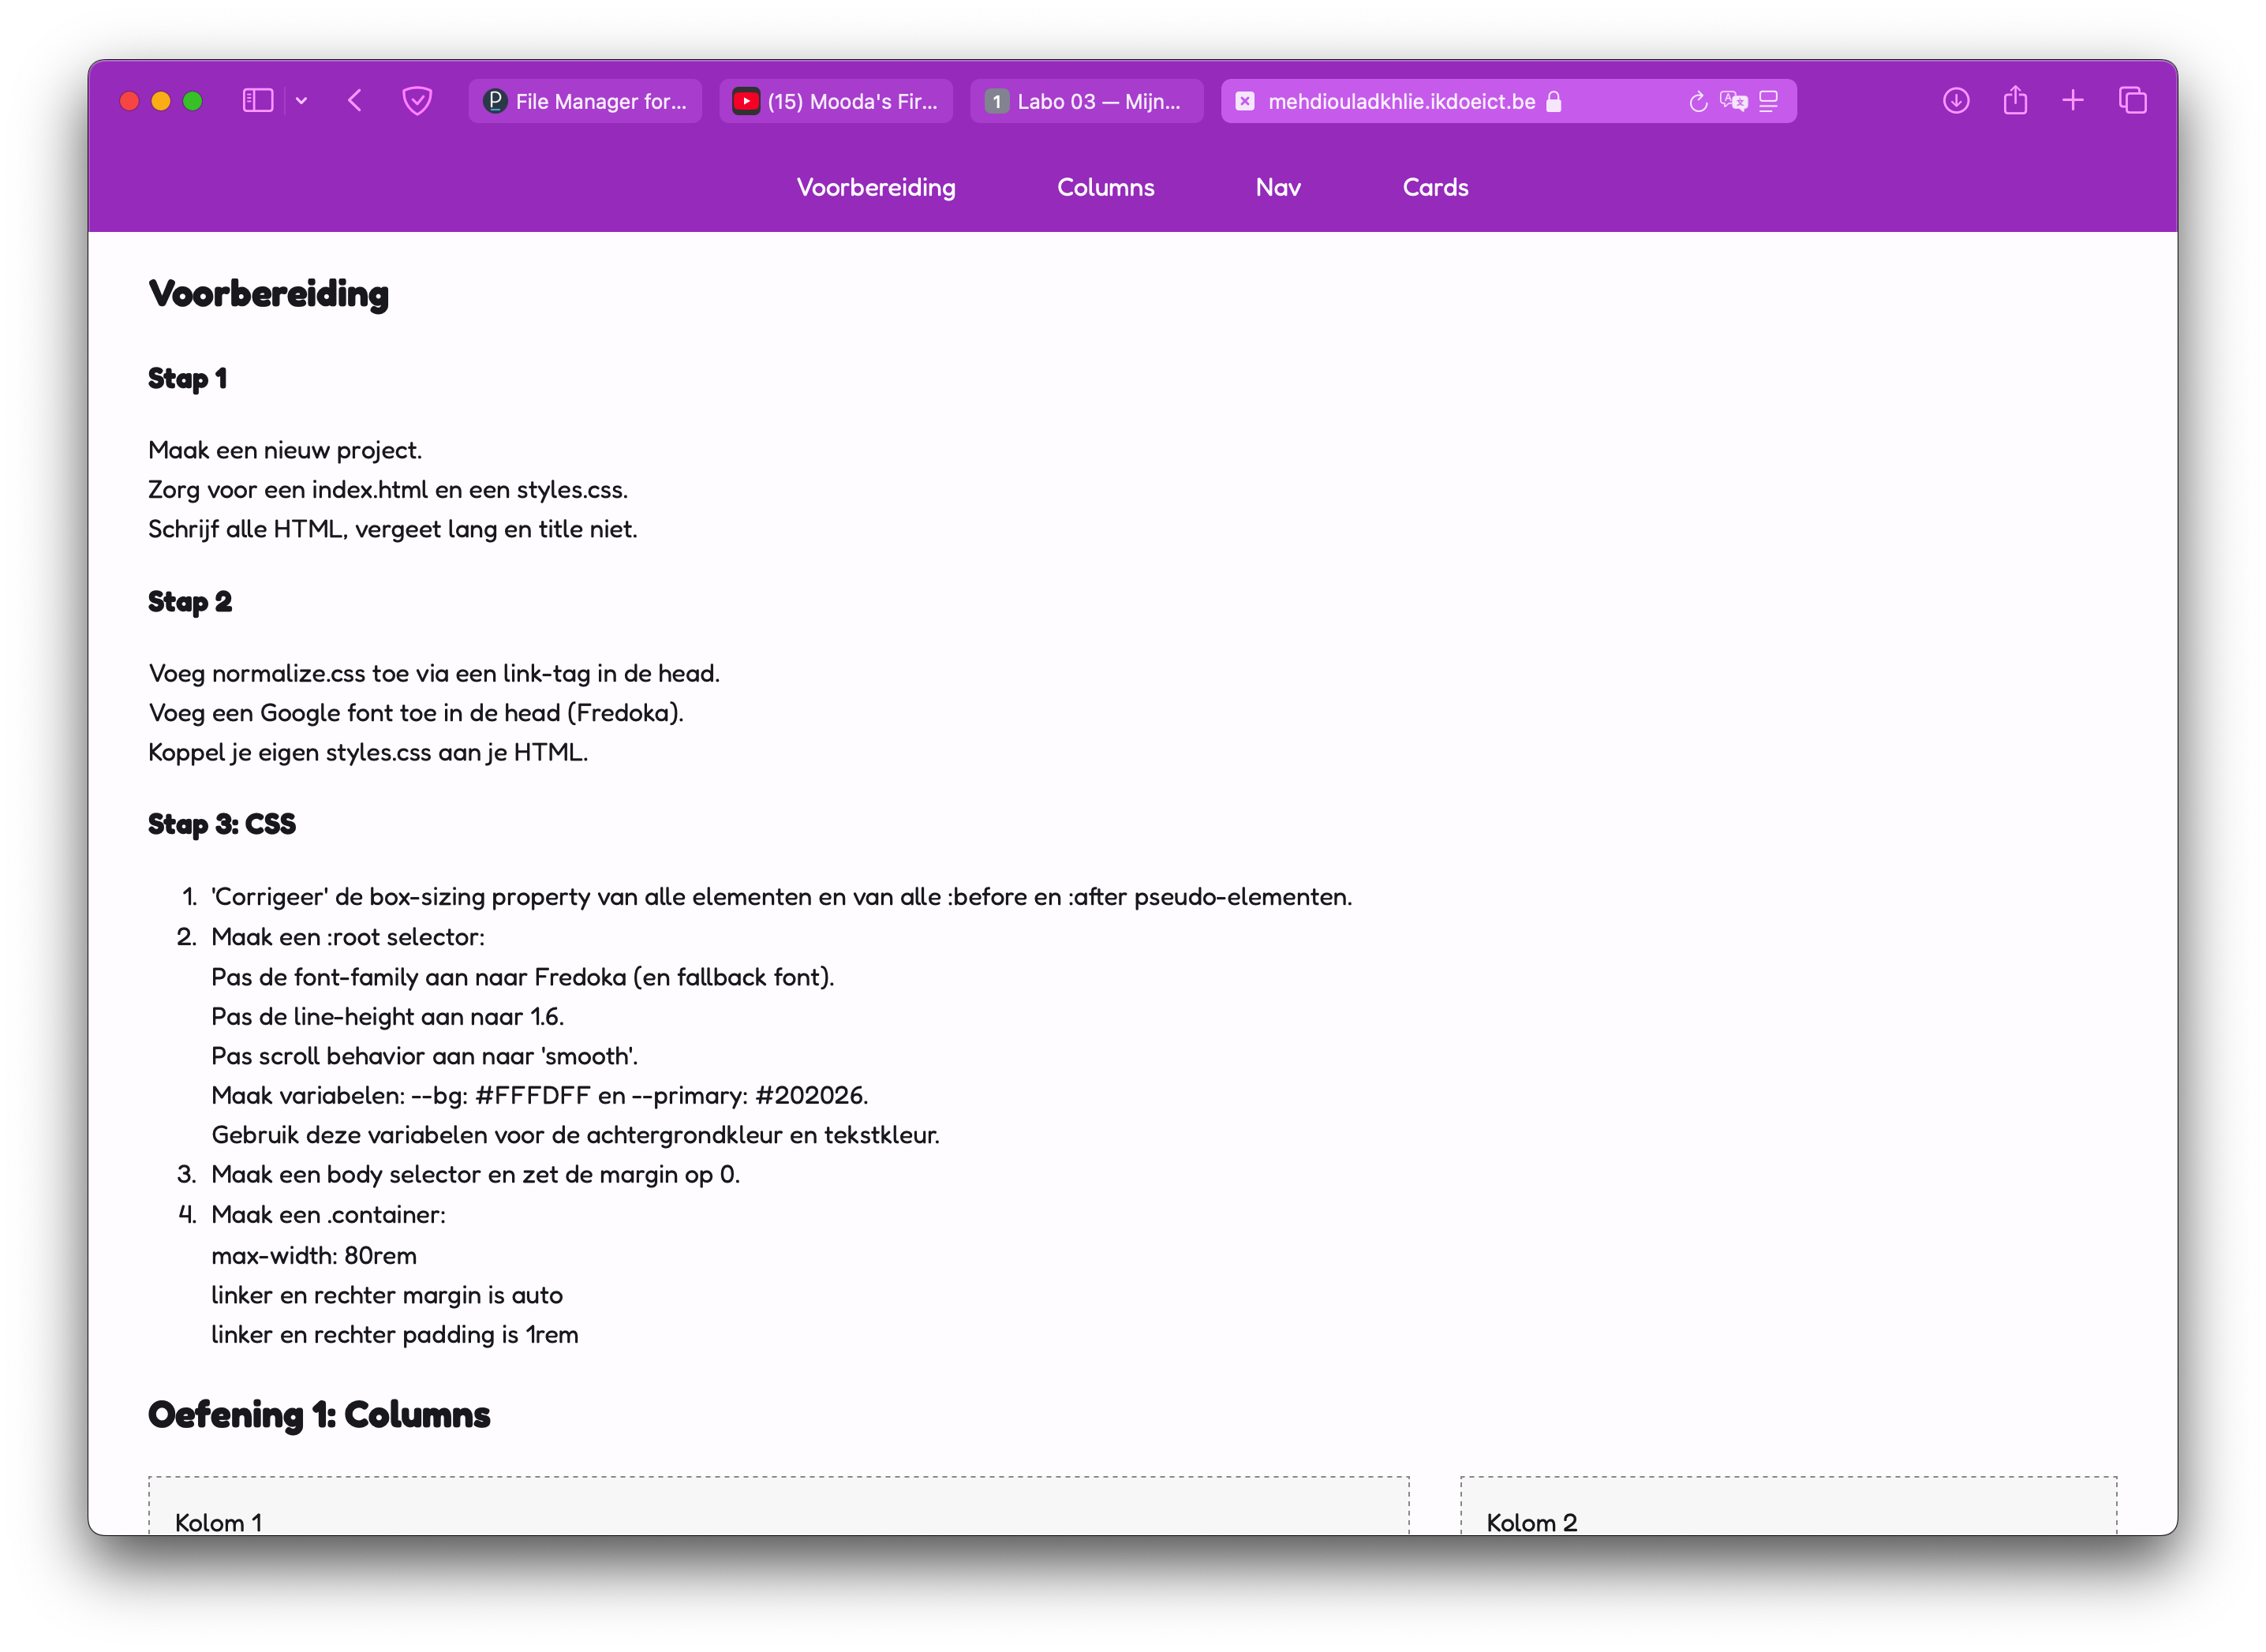 File Manager for...
(15) Mooda's Fir...
1 Labo 03 — Mijn...
mehdiouladkhlie.ikdoeict.be
Voorbereiding Columns Nav Cards
Voorbereiding
Stap 1
Maak een nieuw project.
Zorg voor een index.html en een styles.css.
Schrijf alle HTML, vergeet lang en title niet.
Stap 2
Voeg normalize.css toe via een link-tag in de head.
Voeg een Google font toe in de head (Fredoka).
Koppel je eigen styles.css aan je HTML.
Stap 3: CSS
1. 'Corrigeer' de box-sizing property van alle elementen en van alle :before en :after pseudo-elementen.
2. Maak een :root selector:
Pas de font-family aan naar Fredoka (en fallback font).
Pas de line-height aan naar 1.6.
Pas scroll behavior aan naar 'smooth'.
Maak variabelen: --bg: #FFFDFF en --primary: #202026.
Gebruik deze variabelen voor de achtergrondkleur en tekstkleur.
3. Maak een body selector en zet de margin op 0.
4. Maak een .container:
max-width: 80rem
linker en rechter margin is auto
linker en rechter padding is 1rem
Oefening 1: Columns
Kolom 1
Kolom 2